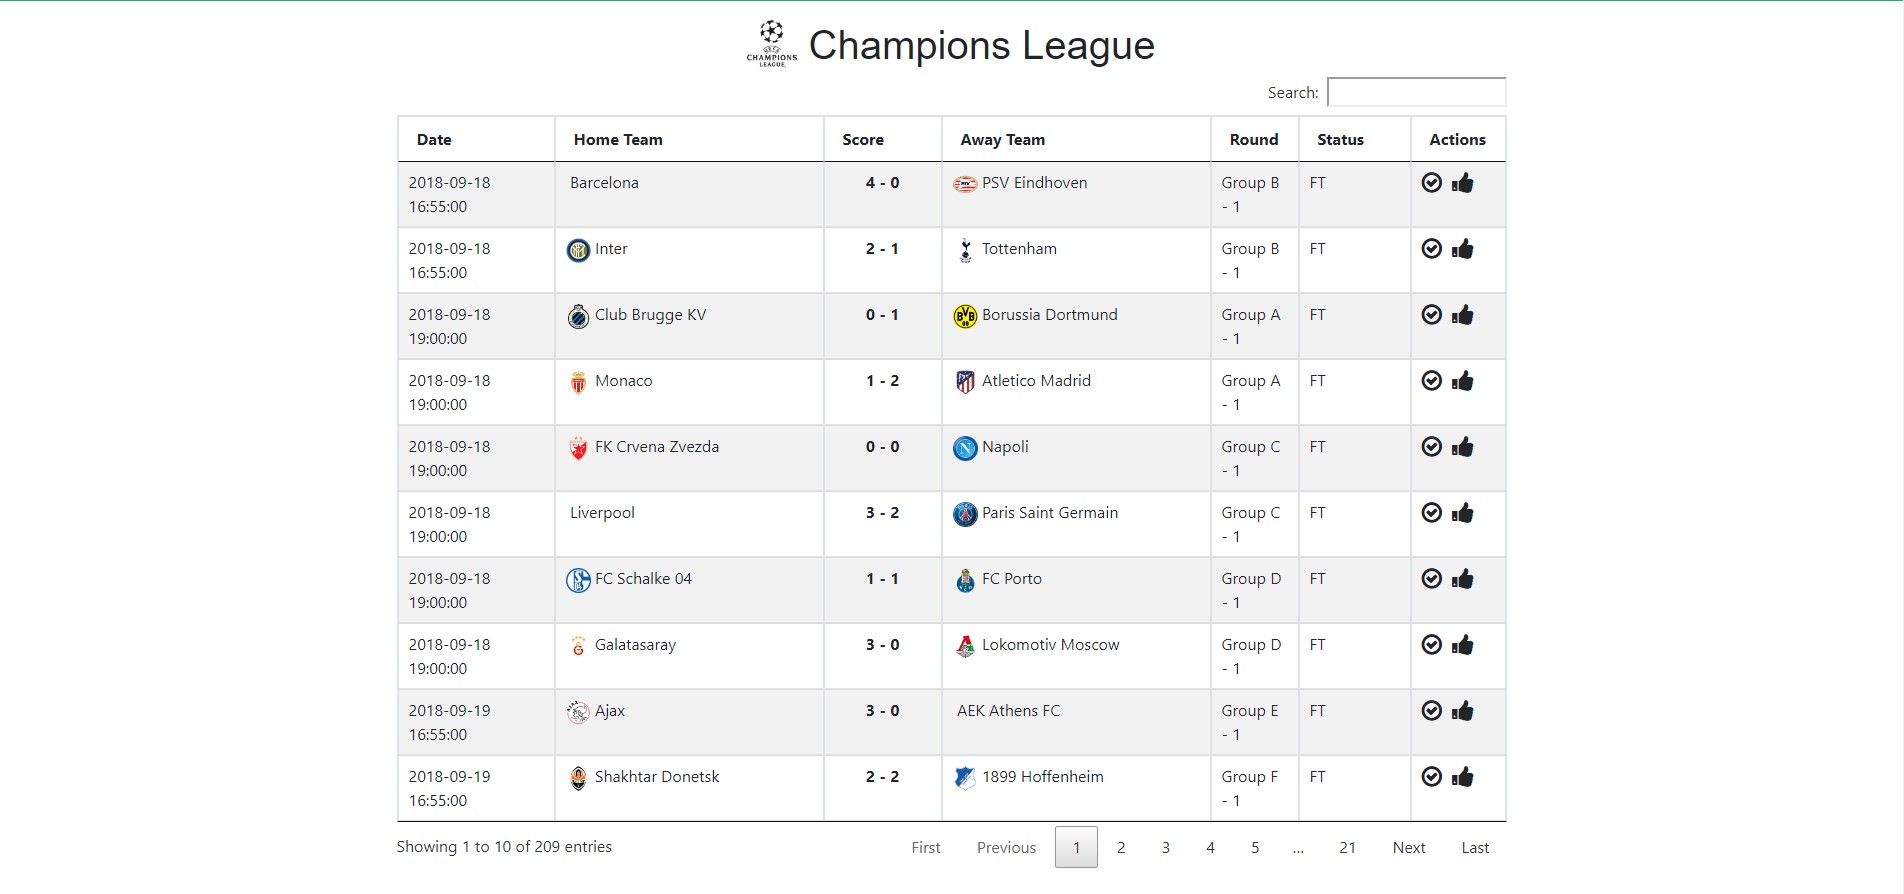 UEFA
CHAMPIONS
LEAGUE
Champions League
Search:
Date Home Team Score Away Team Round Status Actions
2018-09-18 Barcelona 4 - 0 PSV Eindhoven Group B FT
16:55:00 - 1
2018-09-18 Inter 2 - 1 Tottenham Group B FT
16:55:00 - 1
2018-09-18 Club Brugge KV 0 - 1 Borussia Dortmund Group A FT
19:00:00 - 1
2018-09-18 Monaco 1 - 2 Atletico Madrid Group A FT
19:00:00 - 1
2018-09-18 FK Crvena Zvezda 0 - 0 Napoli Group C FT
19:00:00 - 1
2018-09-18 Liverpool 3 - 2 Paris Saint Germain Group C FT
19:00:00 - 1
2018-09-18 FC Schalke 04 1 - 1 FC Porto Group D FT
19:00:00 - 1
2018-09-18 Galatasaray 3 - 0 Lokomotiv Moscow Group D FT
19:00:00 - 1
2018-09-19 Ajax 3 - 0 AEK Athens FC Group E FT
16:55:00 - 1
2018-09-19 Shakhtar Donetsk 2 - 2 1899 Hoffenheim Group F FT
16:55:00 - 1
Showing 1 to 10 of 209 entries First Previous 1 2 3 4 5 ... 21 Next Last